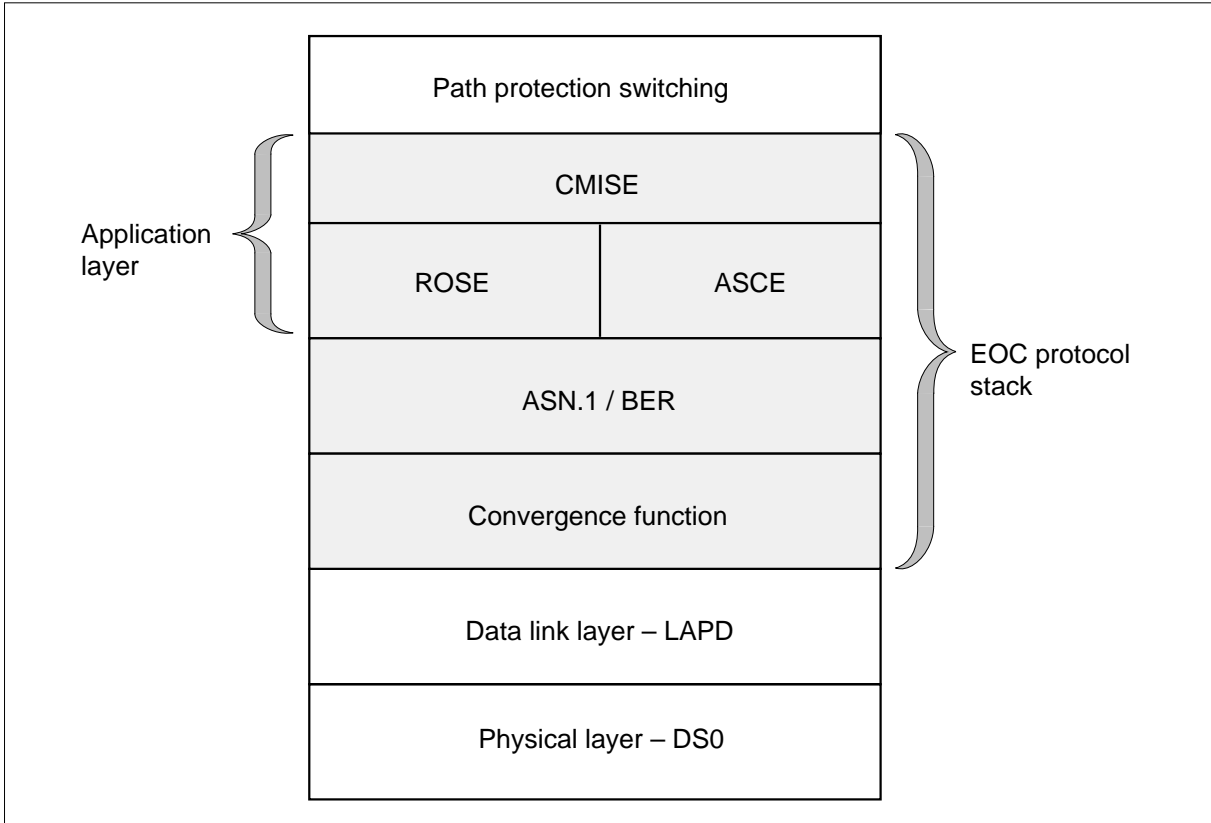 Path protection switching
CMISE
Application
layer
ROSE
ASCE
EOC protocol
stack
ASN.1 / BER
Convergence function
Data link layer – LAPD
Physical layer – DS0